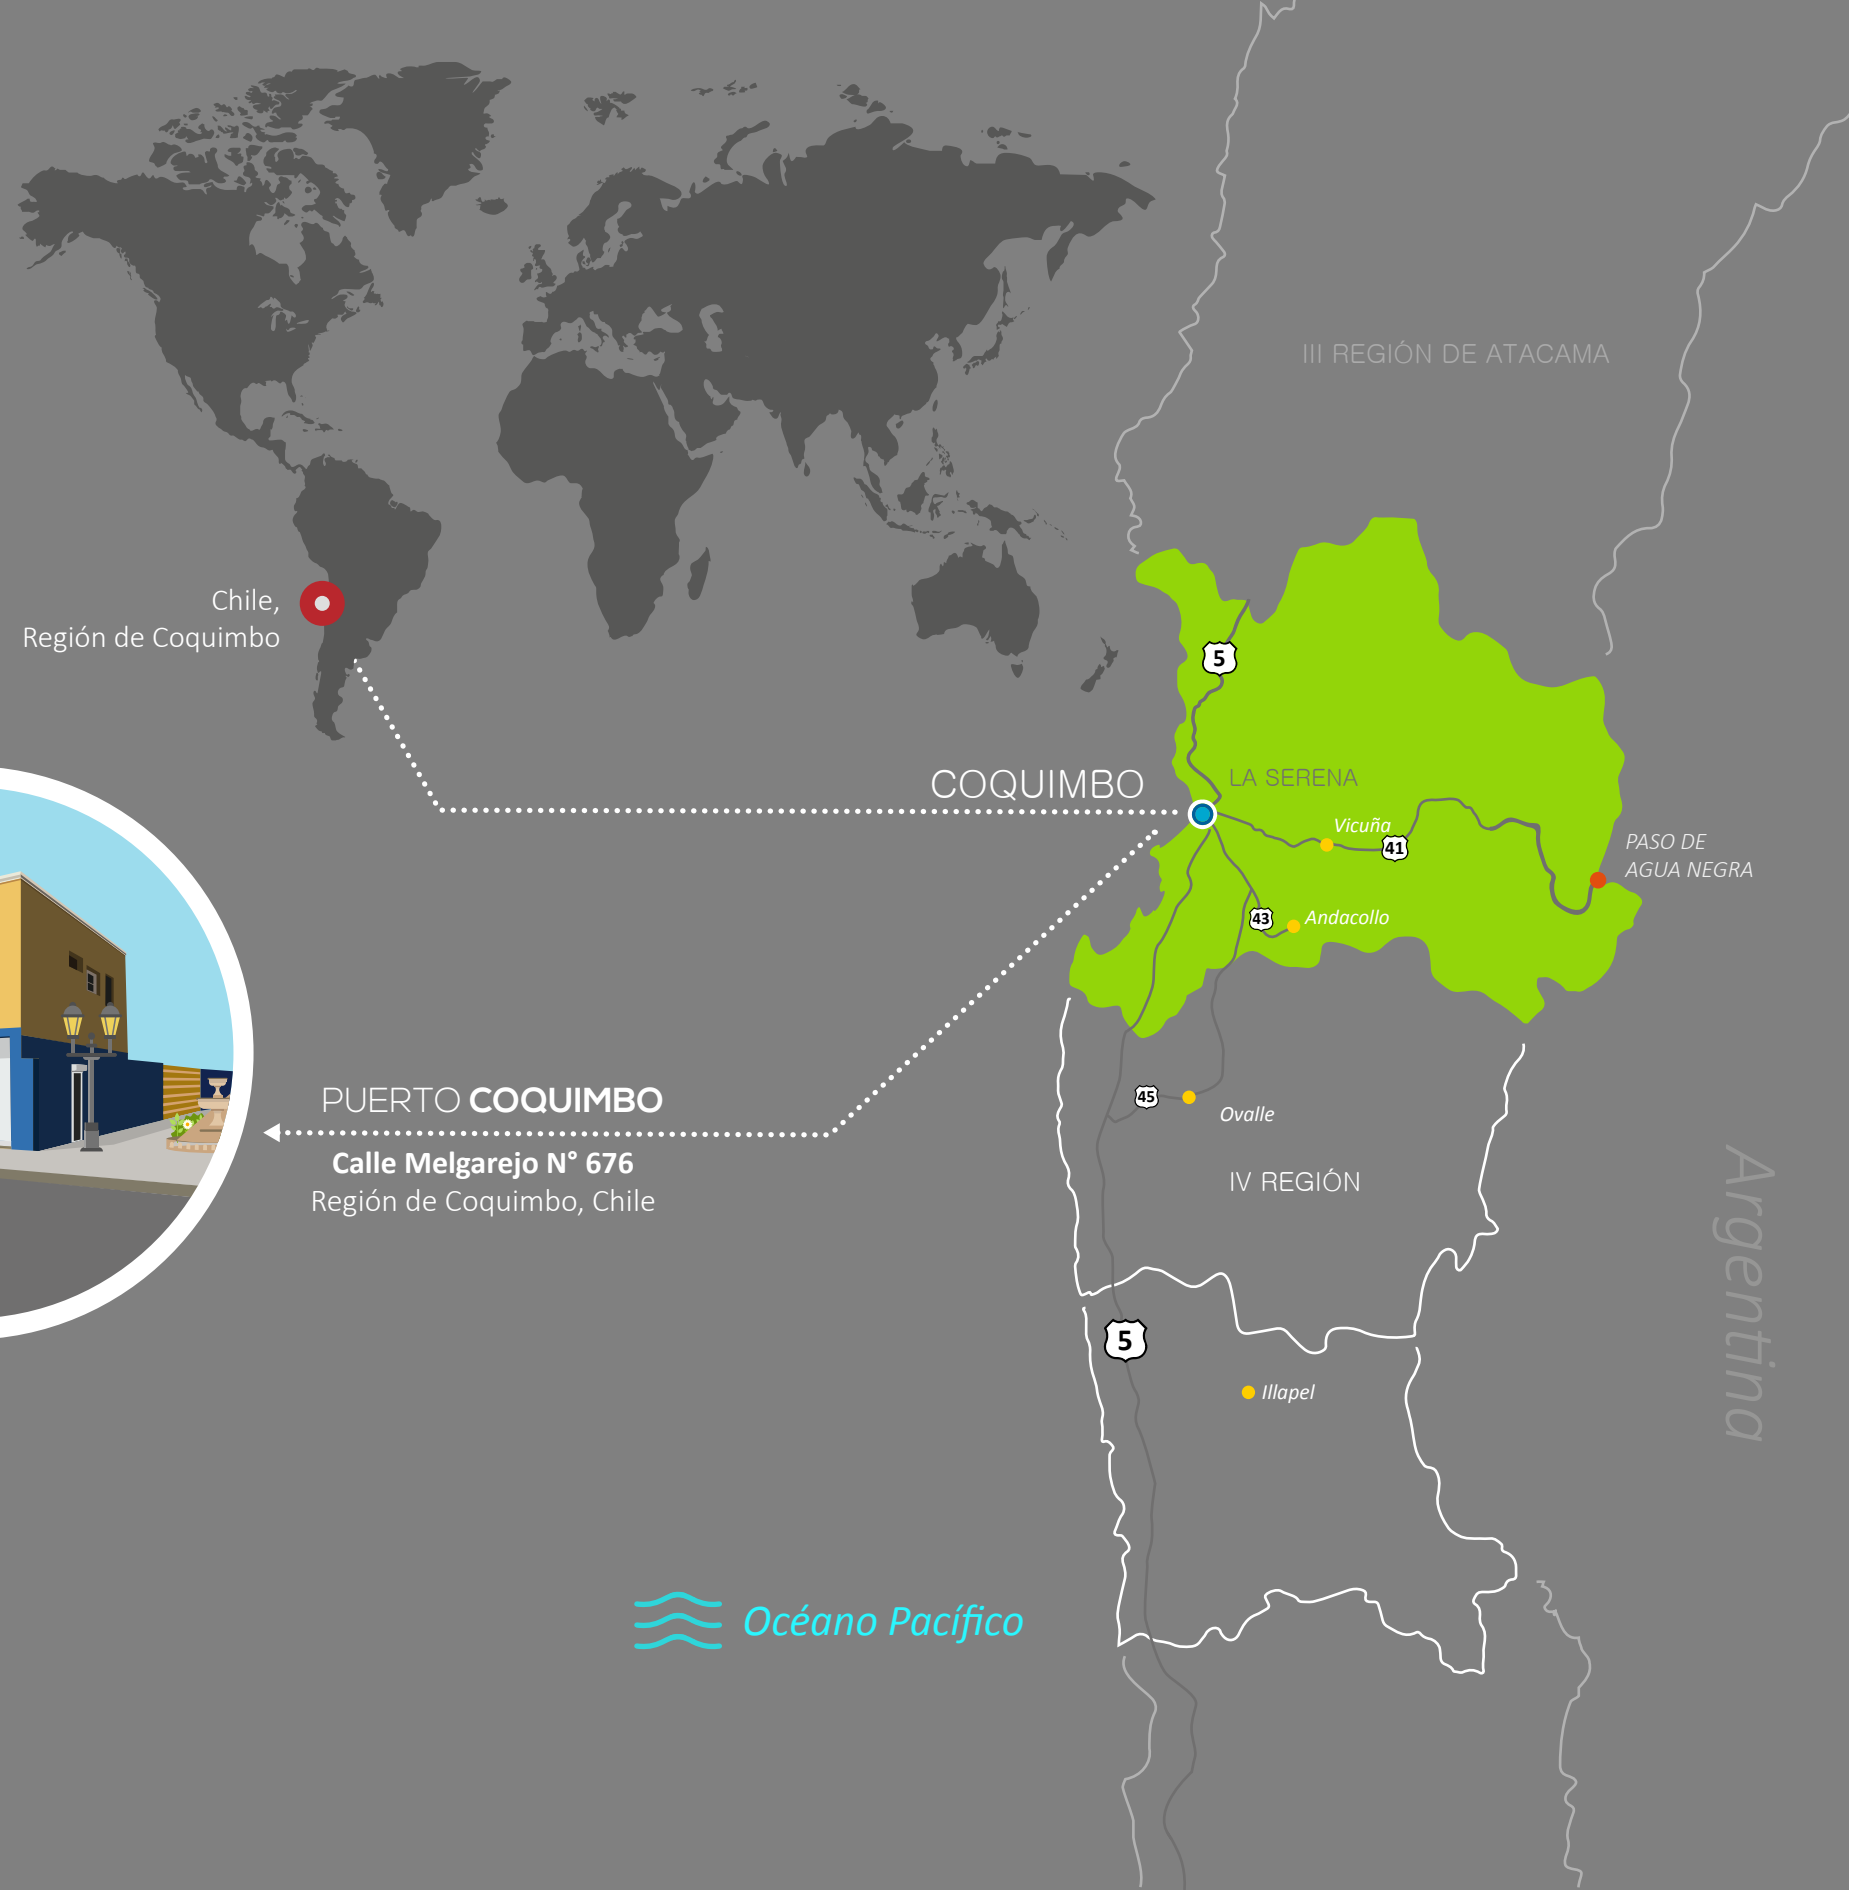 III REGIÓN DE ATACAMA
Chile,
Región de Coquimbo
5
COQUIMBO
LA SERENA
Vicuña
41
PASO DE
AGUA NEGRA
43
Andacollo
PUERTO COQUIMBO
Calle Melgarejo N° 676
Región de Coquimbo, Chile
45
Ovalle
IV REGIÓN
Argentina
5
Illapel
Océano Pacífico